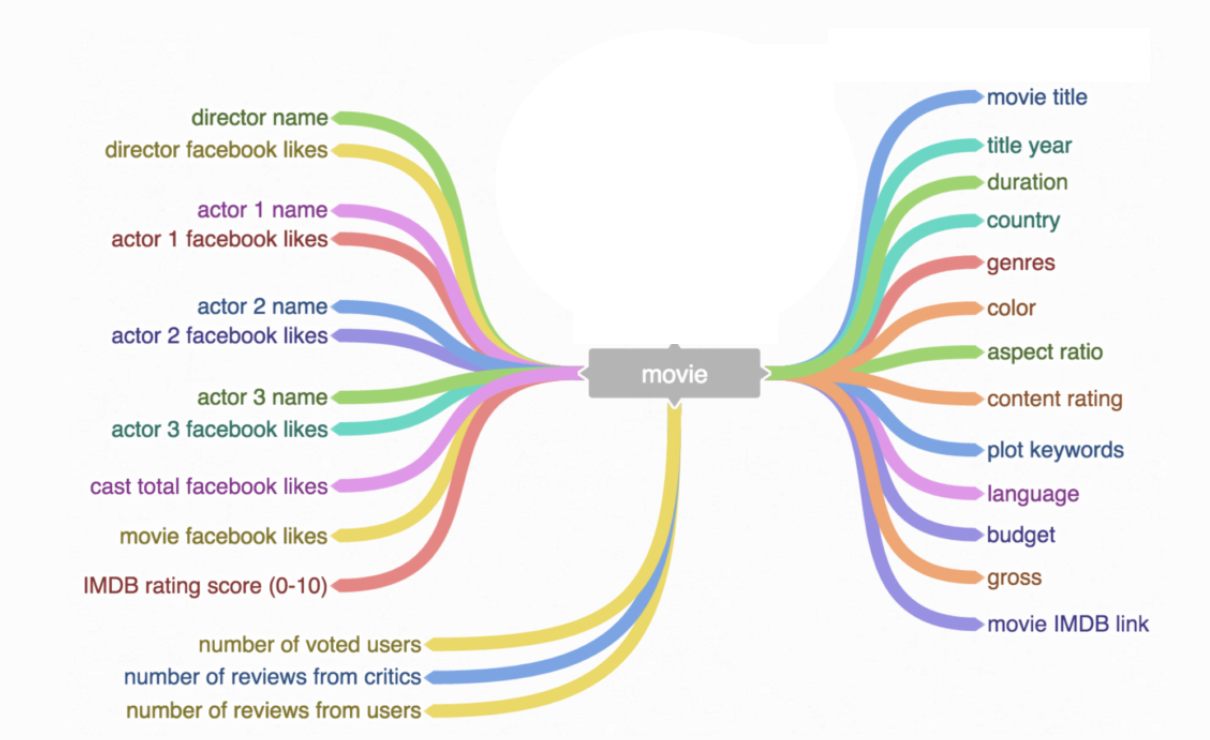 director name
director facebook likes
actor 1 name
actor 1 facebook likes
actor 2 name
actor 2 facebook likes
actor 3 name
actor 3 facebook likes
cast total facebook likes
movie facebook likes
IMDB rating score (0-10)
number of voted users
number of reviews from critics
number of reviews from users
movie
movie title
title year
duration
country
genres
color
aspect ratio
content rating
plot keywords
language
budget
gross
movie IMDB link